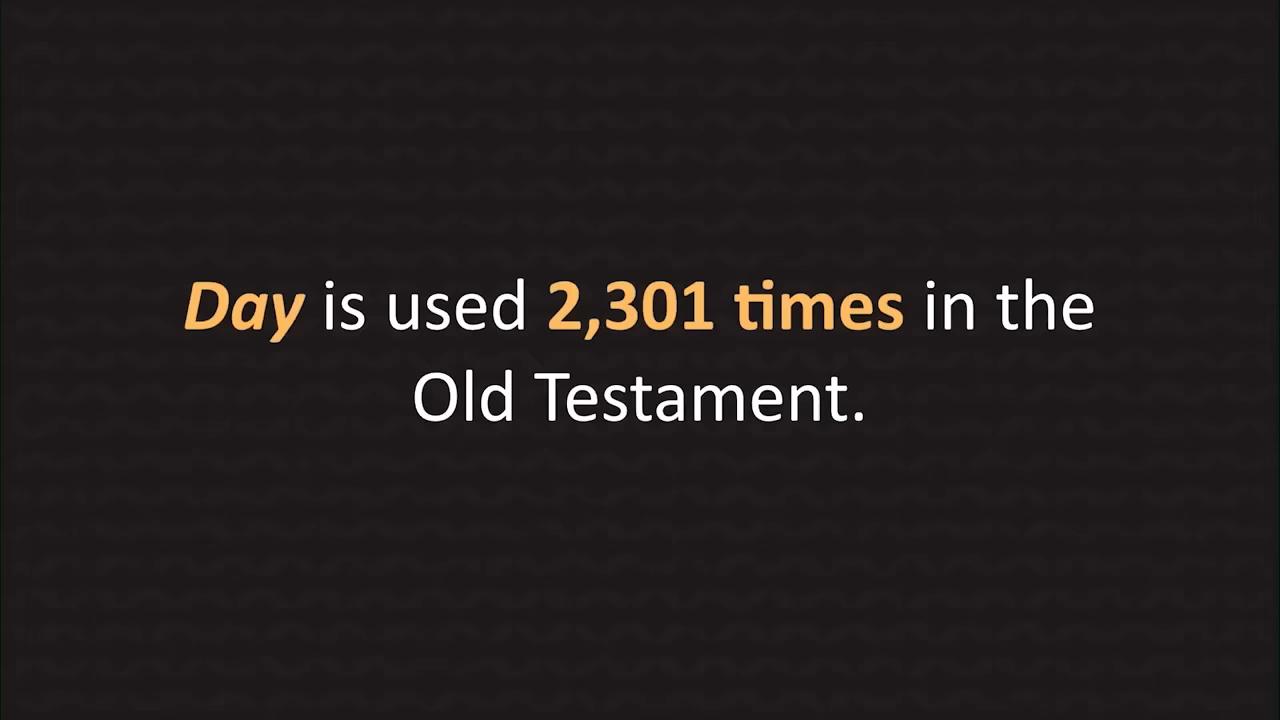 Day is used 2,301 times in the
Old Testament.